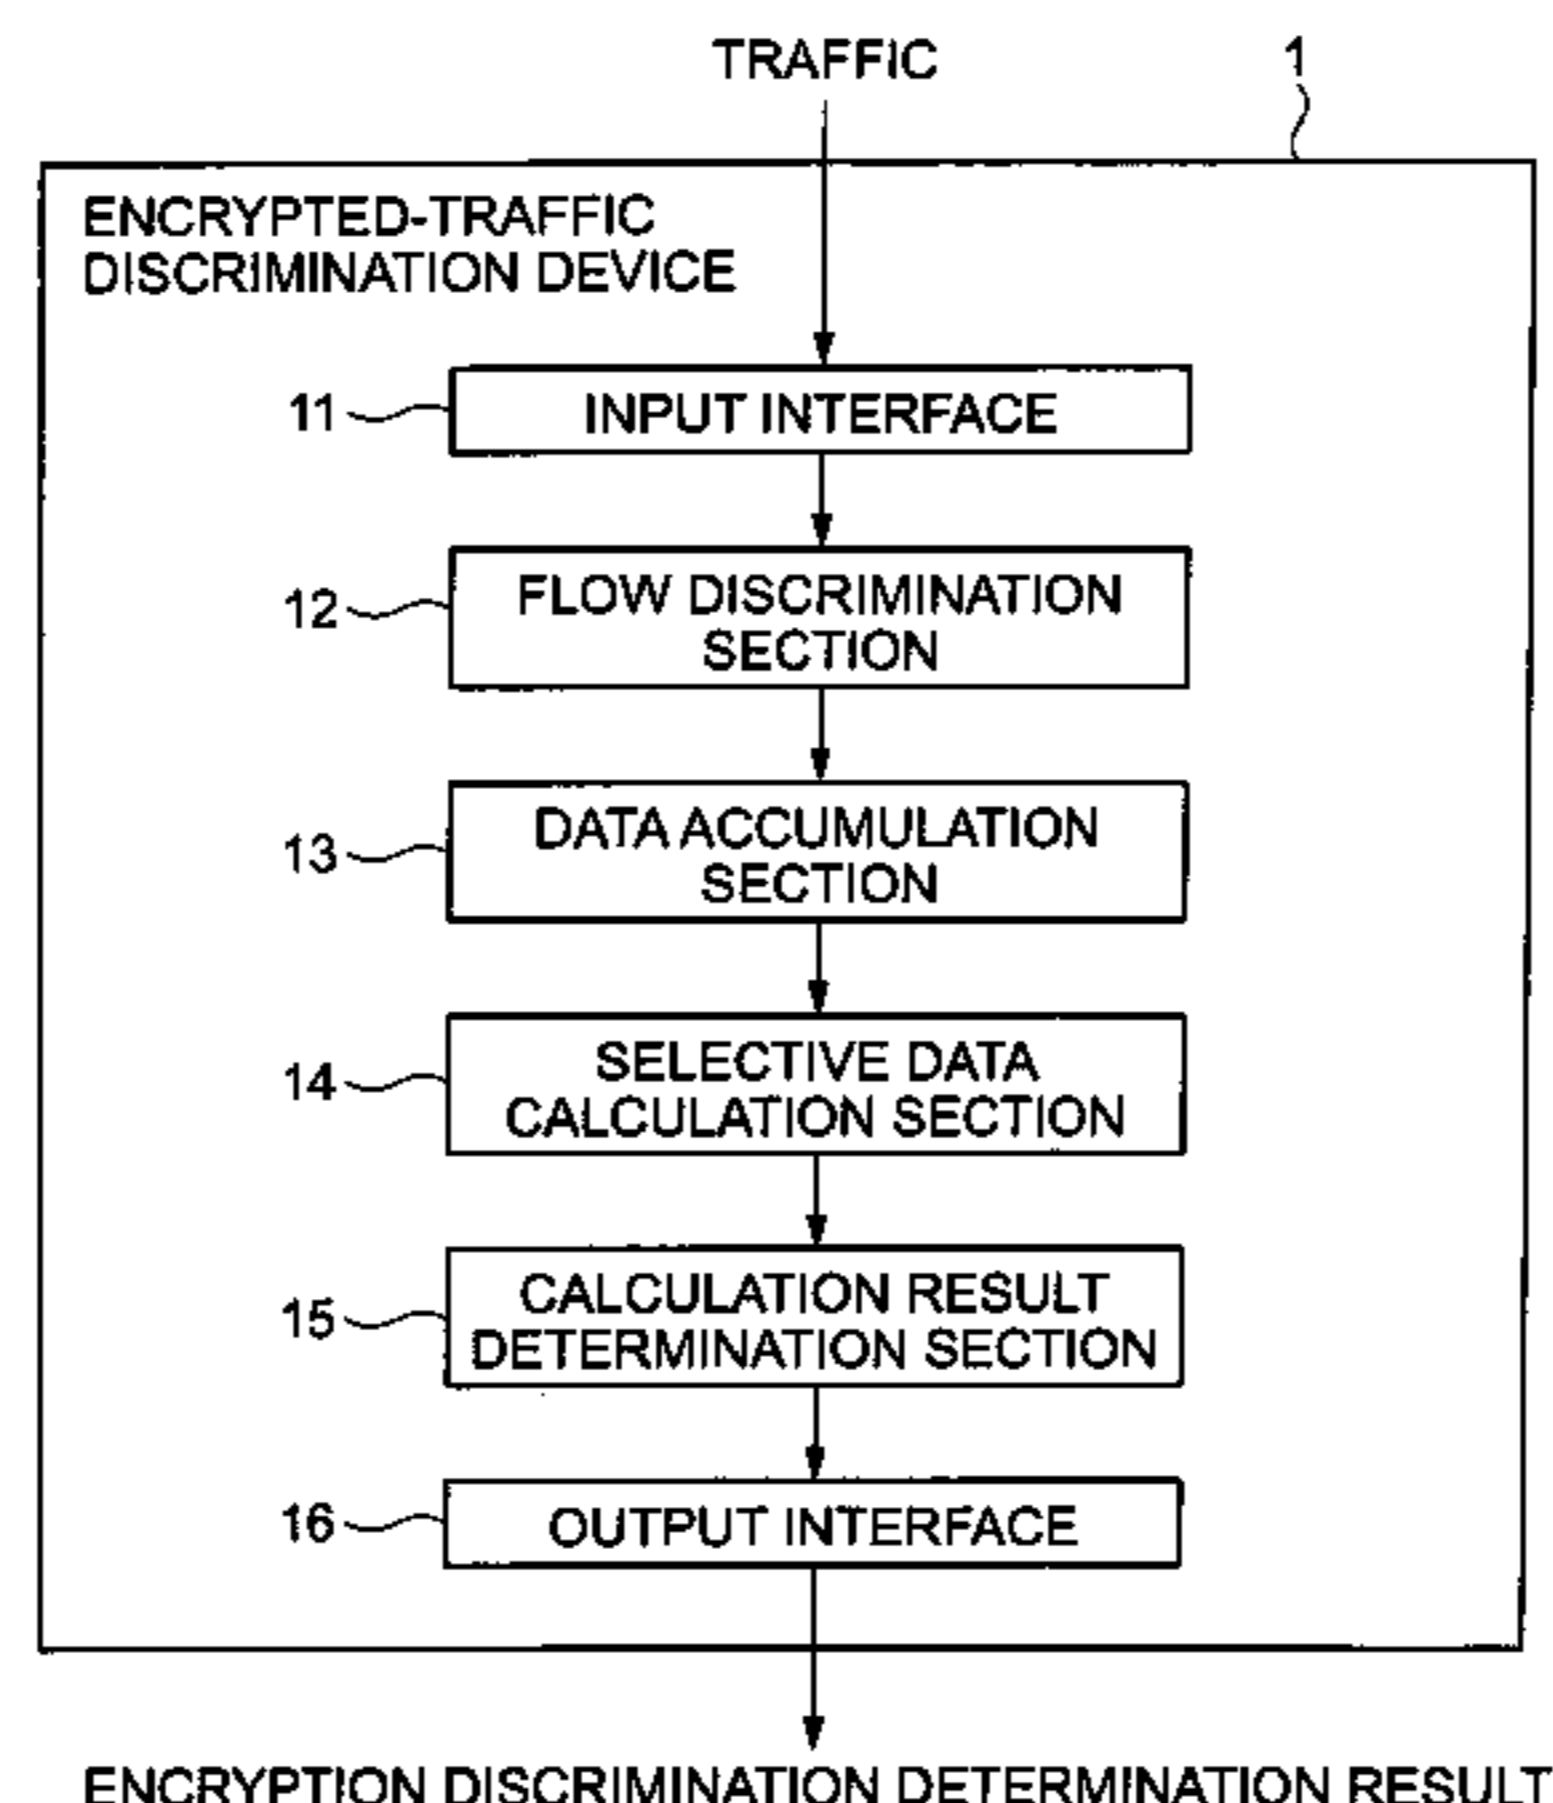 TRAFFIC
1
ENCRYPTED-TRAFFIC
DISCRIMINATION DEVICE
11
INPUT INTERFACE
12
FLOW DISCRIMINATION
SECTION
13
DATA ACCUMULATION
SECTION
14
SELECTIVE DATA
CALCULATION SECTION
15
CALCULATION RESULT
DETERMINATION SECTION
16
OUTPUT INTERFACE
ENCRYPTION DISCRIMINATION DETERMINATION RESULT